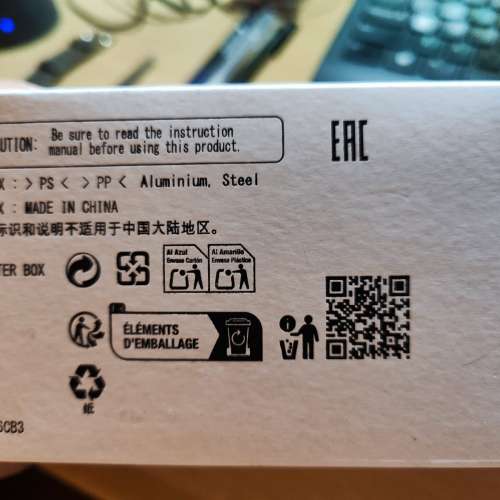 UTION: Be sure to read the instruction
manual before using this product.
EAC
X : > PS < > PP < Aluminium, Steel
X : MADE IN CHINA
标识和说明不适用于中国大陆地区。
TER BOX
Al Azul
Envase Cartón
Al Amarillo
Envase Plástico
ÉLÉMENTS
D'EMBALLAGE
纸
6CB3